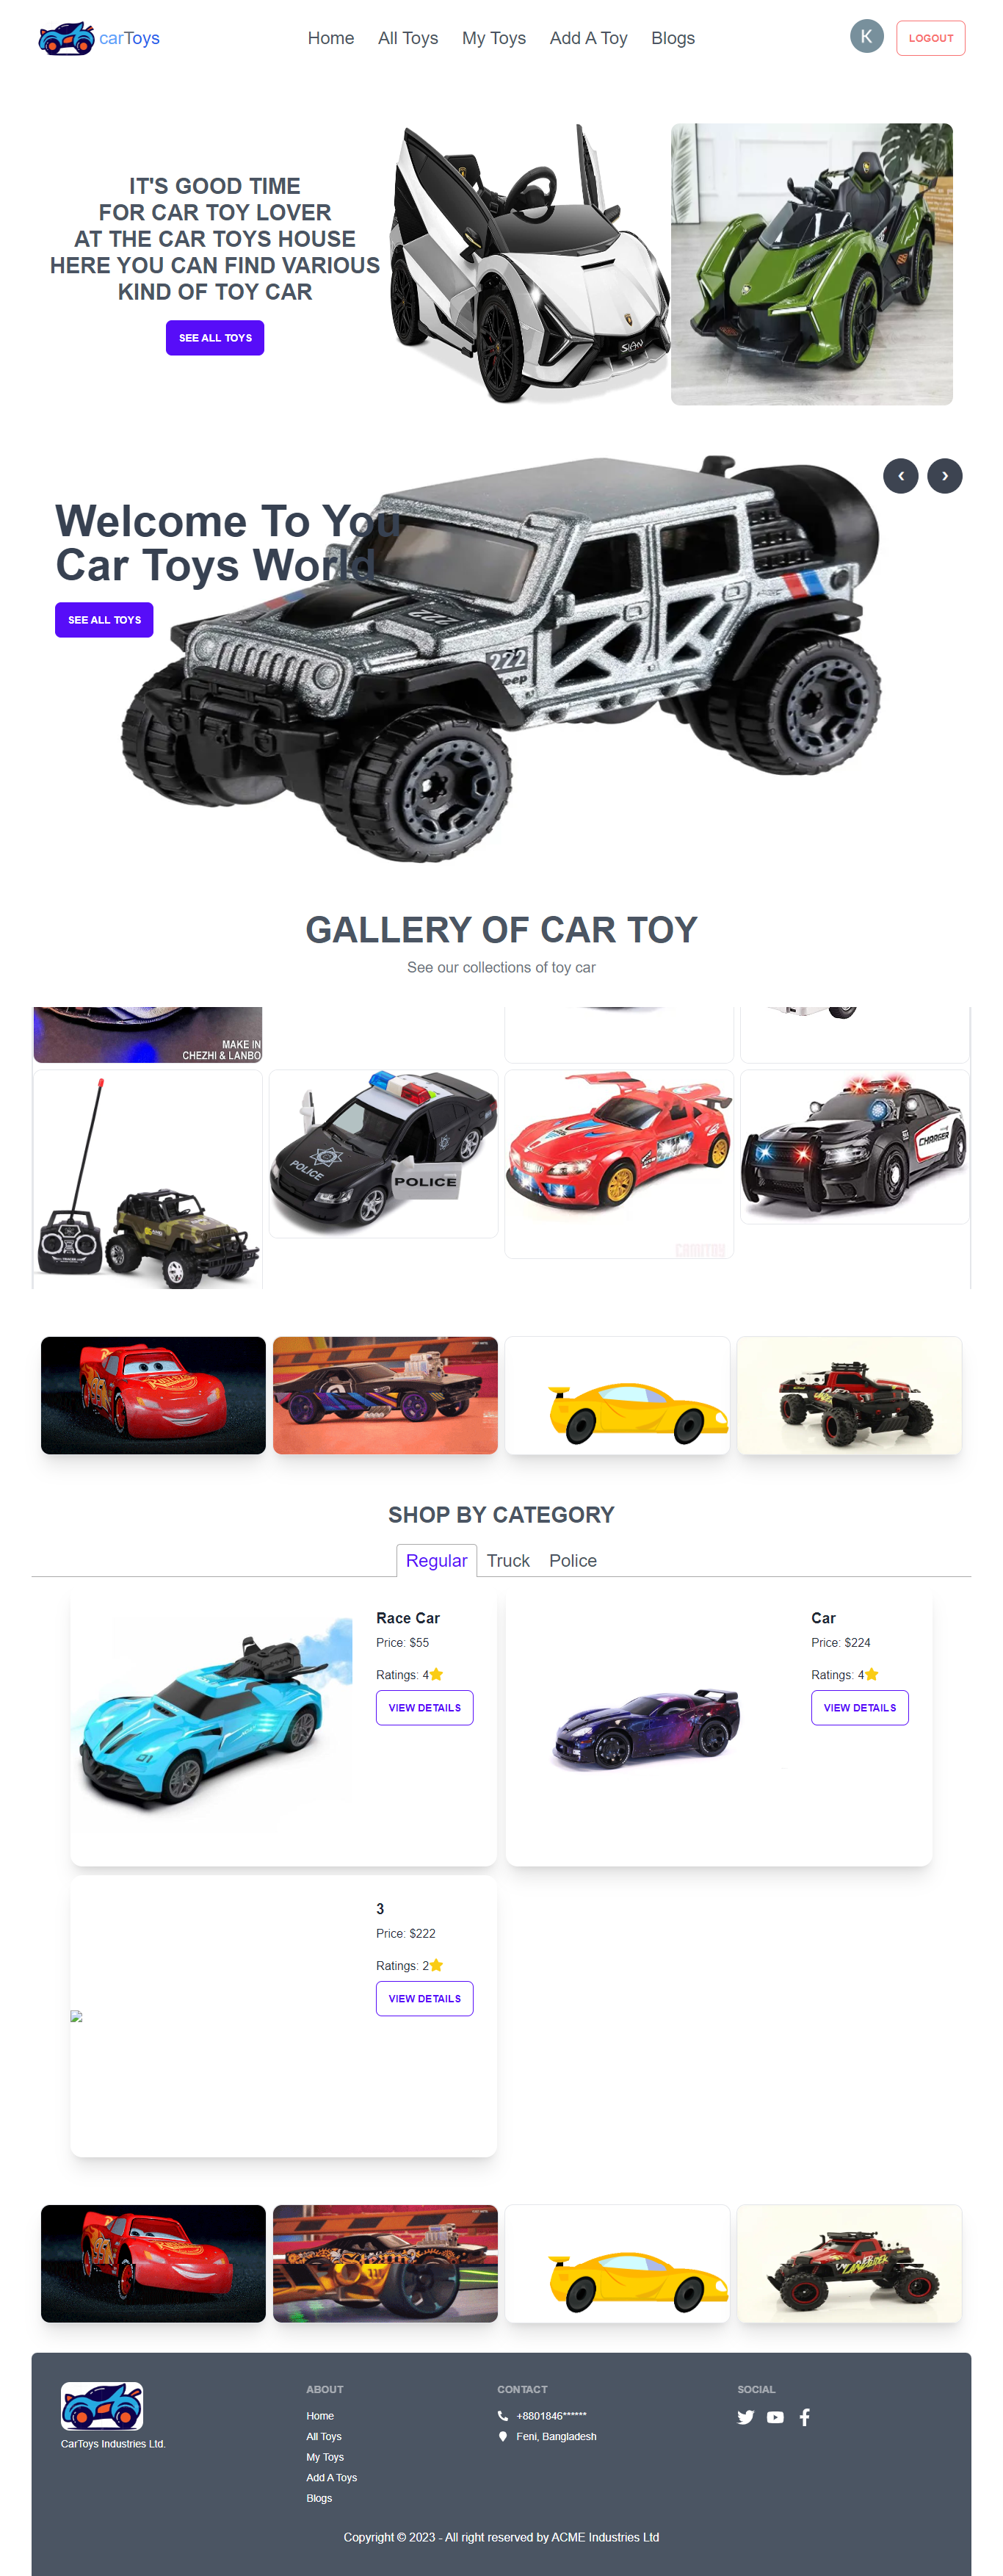 carToys
Home
All Toys
My Toys
Add A Toy
Blogs
K
LOGOUT
IT'S GOOD TIME
FOR CAR TOY LOVER
AT THE CAR TOYS HOUSE
HERE YOU CAN FIND VARIOUS
KIND OF TOY CAR
SEE ALL TOYS
SIAN
Welcome To You
Car Toys World
SEE ALL TOYS
222
Jeep
GALLERY OF CAR TOY
See our collections of toy car
MAKE IN
CHEZHI & LANBO
POLICE
POLICE
CHARGER
SHOP BY CATEGORY
Regular
Truck
Police
Race Car
Price: $55
Ratings: 4
VIEW DETAILS
01
Car
Price: $224
Ratings: 4
VIEW DETAILS
3
Price: $222
Ratings: 2
VIEW DETAILS
CarToys Industries Ltd.
ABOUT
Home
All Toys
My Toys
Add A Toys
Blogs
CONTACT
+8801846******
Feni, Bangladesh
SOCIAL
Copyright © 2023 - All right reserved by ACME Industries Ltd